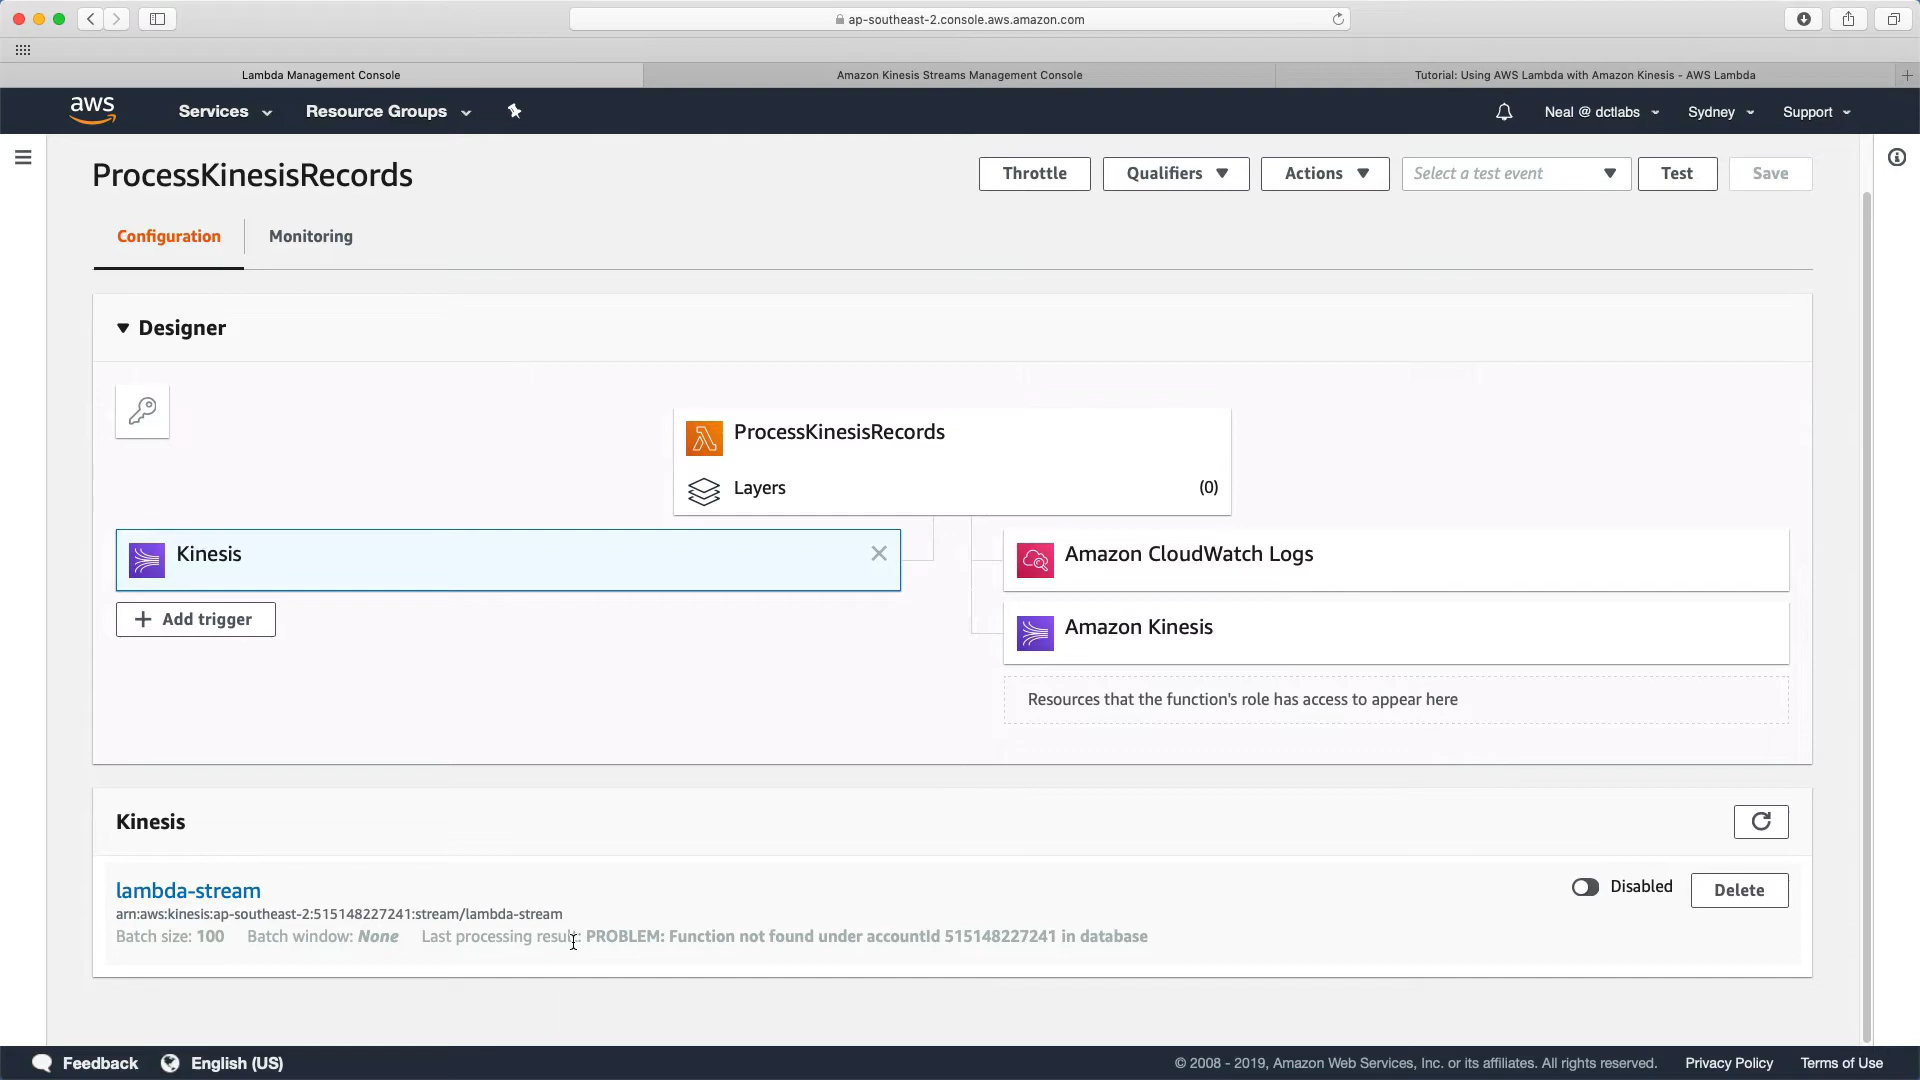 ap-southeast-2.console.aws.amazon.com
Lambda Management Console
Amazon Kinesis Streams Management Console
Tutorial: Using AWS Lambda with Amazon Kinesis - AWS Lambda
aws
Services
Resource Groups
Neal @ dctlabs
Sydney
Support
ProcessKinesisRecords
Throttle
Qualifiers
Actions
Select a test event
Test
Save
Configuration
Monitoring
Designer
ProcessKinesisRecords
Layers
(0)
Kinesis
Add trigger
Amazon CloudWatch Logs
Amazon Kinesis
Resources that the function's role has access to appear here
Kinesis
lambda-stream
Disabled
Delete
arn:aws:kinesis:ap-southeast-2:515148227241:stream/lambda-stream
Batch size: 100 Batch window: None Last processing result: PROBLEM: Function not found under accountId 515148227241 in database
Feedback
English (US)
© 2008 - 2019, Amazon Web Services, Inc. or its affiliates. All rights reserved.
Privacy Policy
Terms of Use